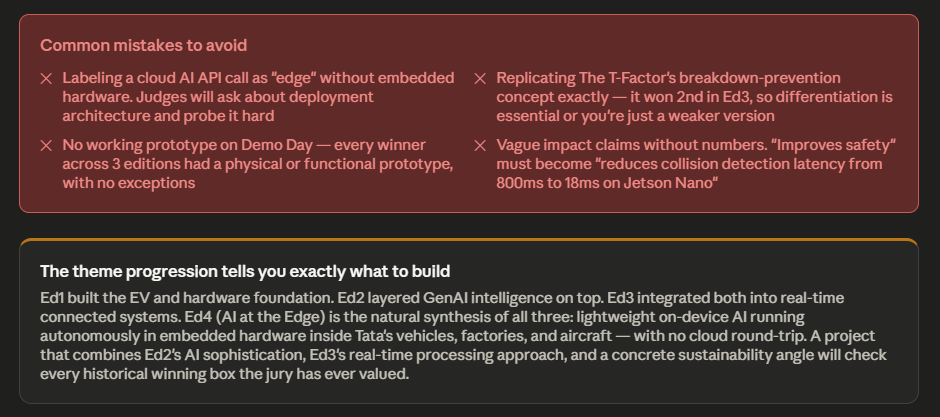 Common mistakes to avoid
× Labeling a cloud AI API call as "edge" without embedded
hardware. Judges will ask about deployment
architecture and probe it hard
× No working prototype on Demo Day — every winner
across 3 editions had a physical or functional prototype,
with no exceptions
× Replicating The T-Factor's breakdown-prevention
concept exactly — it won 2nd in Ed3, so differentiation is
essential or you're just a weaker version
× Vague impact claims without numbers. "Improves safety"
must become "reduces collision detection latency from
800ms to 18ms on Jetson Nano"
The theme progression tells you exactly what to build
Ed1 built the EV and hardware foundation. Ed2 layered GenAI intelligence on top. Ed3 integrated both into real-time
connected systems. Ed4 (AI at the Edge) is the natural synthesis of all three: lightweight on-device AI running
autonomously in embedded hardware inside Tata's vehicles, factories, and aircraft — with no cloud round-trip. A project
that combines Ed2's AI sophistication, Ed3's real-time processing approach, and a concrete sustainability angle will check
every historical winning box the jury has ever valued.